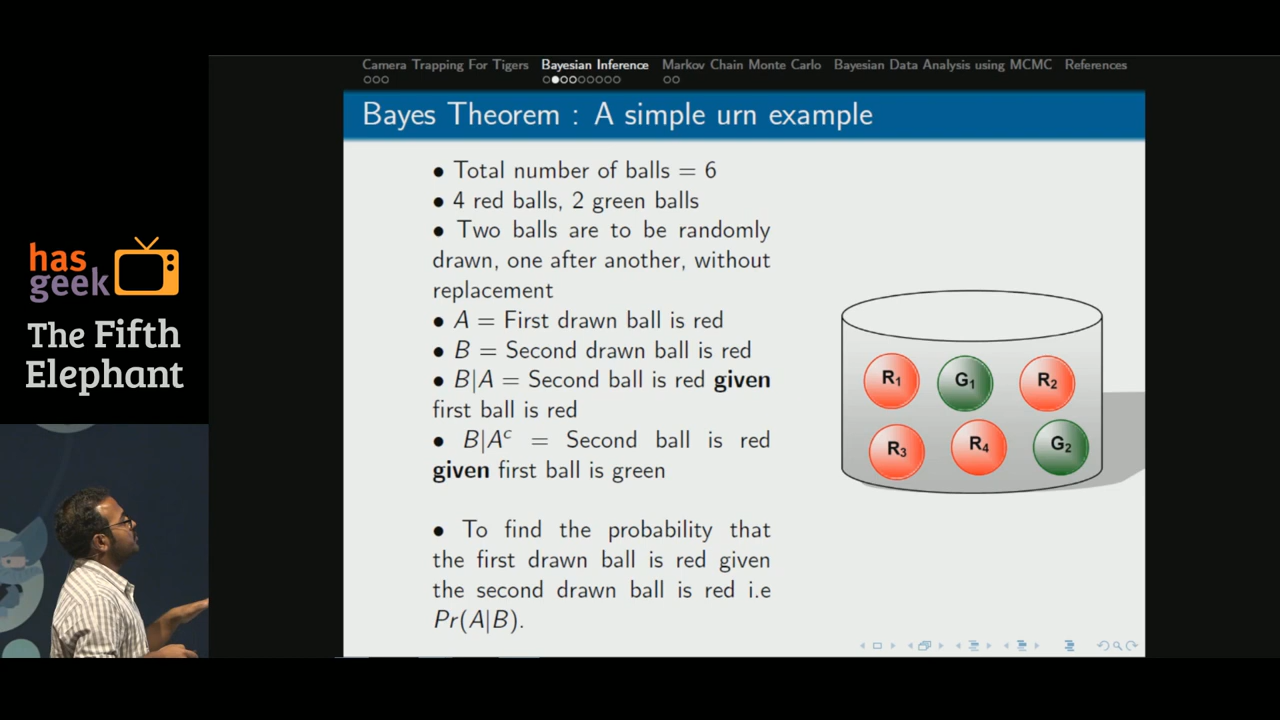 Camera Trapping For Tigers Bayesian Inference Markov Chain Monte Carlo Bayesian Data Analysis using MCMC References
Bayes Theorem : A simple urn example
• Total number of balls = 6
• 4 red balls, 2 green balls
• Two balls are to be randomly
drawn, one after another, without
replacement
• A = First drawn ball is red
• B = Second drawn ball is red
• B|A = Second ball is red given
first ball is red
• B|Aᶜ = Second ball is red
given first ball is green
• To find the probability that
the first drawn ball is red given
the second drawn ball is red i.e
Pr(A|B).
R₁ G₁ R₂
R₃ R₄ G₂
has
geek
The Fifth
Elephant